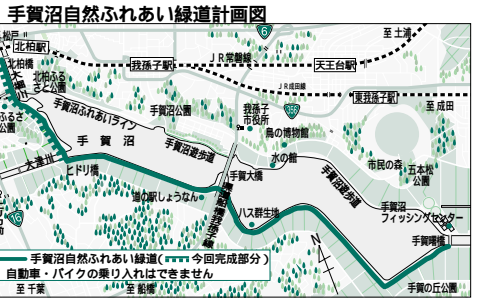 手賀沼自然ふれあい緑道計画図
至 松戸
北柏駅
北柏橋
北柏ふるさと公園
我孫子駅
JR常磐線
6
天王台駅
至 土浦
JR成田線
東我孫子駅
至 成田
356
手賀沼ふれあいライン
手賀沼公園
我孫子
市役所
鳥の博物館
水の館
手賀沼
手賀沼遊歩道
手賀大橋
手賀沼遊歩道
市民の森
五本松
公園
手賀沼
フィッシングセンター
手賀曙橋
手賀の丘公園
大津川
ヒドリ橋
道の駅しょうなん
ハス群生地
16
N
手賀沼自然ふれあい緑道(今回完成部分)
自動車・バイクの乗り入れはできません
至 千葉
至 船橋